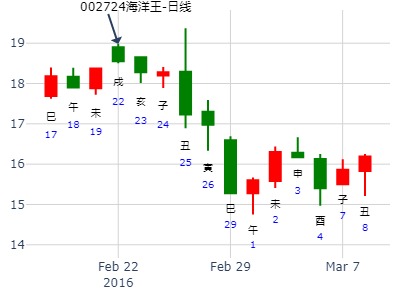 002724海洋王-日线
19
18
17
16
15
14
巳
17
午
18
未
19
戌
22
亥
23
子
24
丑
25
寅
26
巳
29
午
1
未
2
申
3
酉
4
子
7
丑
8
Feb 22
2016
Feb 29
Mar 7